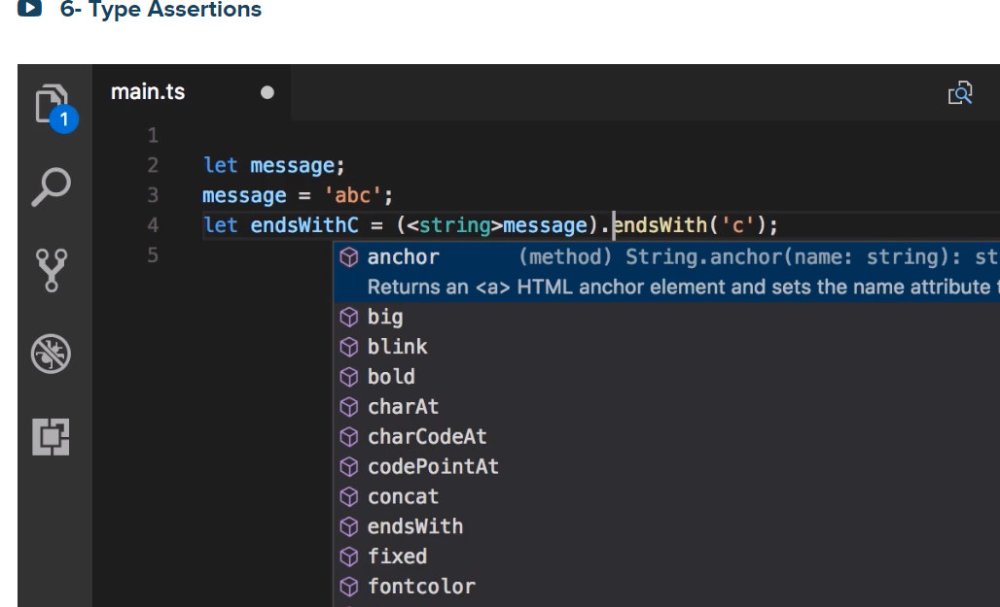 6- Type Assertions
main.ts
1
1
2 let message;
3 message = 'abc';
4 let endsWithC = (<string>message).endsWith('c');
5
anchor (method) String.anchor(name: string): st
Returns an <a> HTML anchor element and sets the name attribute t
big
blink
bold
charAt
charCodeAt
codePointAt
concat
endsWith
fixed
fontcolor